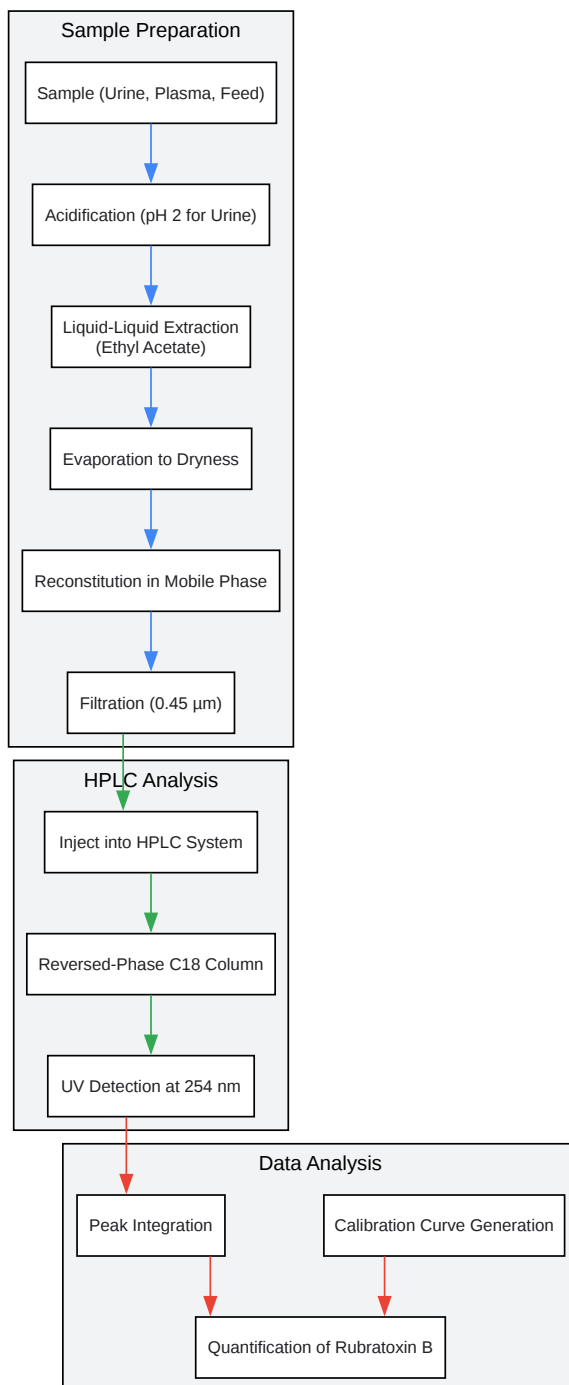 Sample Preparation
Sample (Urine, Plasma, Feed)
Acidification (pH 2 for Urine)
Liquid-Liquid Extraction
(Ethyl Acetate)
Evaporation to Dryness
Reconstitution in Mobile Phase
Filtration (0.45 µm)
HPLC Analysis
Inject into HPLC System
Reversed-Phase C18 Column
UV Detection at 254 nm
Data Analysis
Peak Integration
Calibration Curve Generation
Quantification of Rubratoxin B